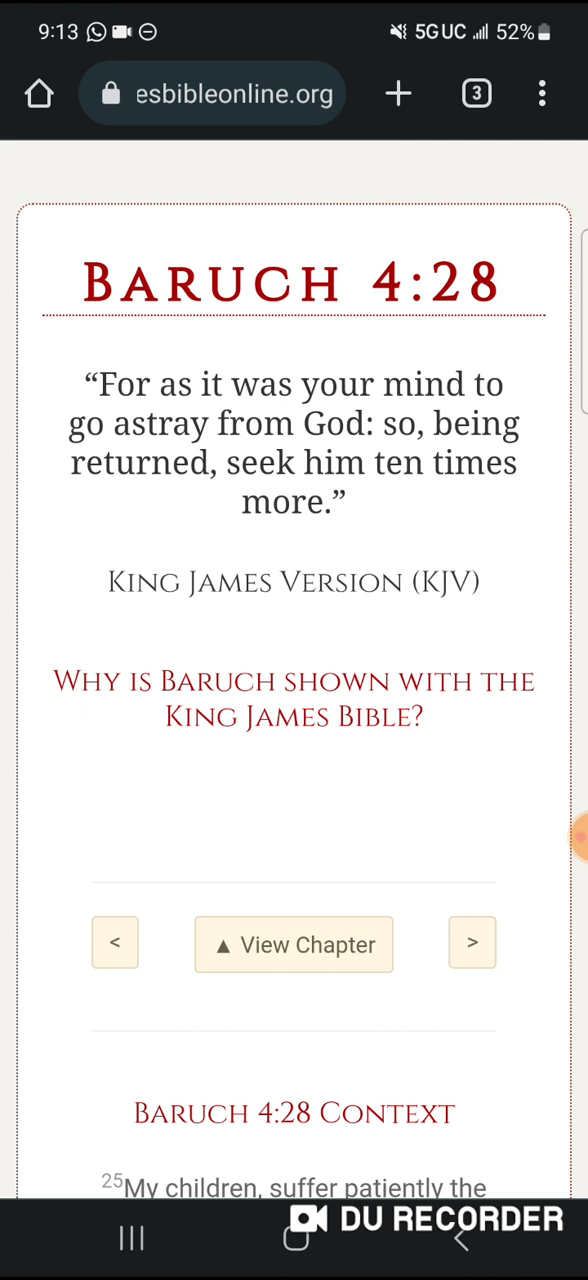 9:13
5G UC 52%
esbibleonline.org
3
Baruch 4:28
“For as it was your mind to
go astray from God: so, being
returned, seek him ten times
more.”
King James Version (KJV)
Why is Baruch shown with the
King James Bible?
<
▲ View Chapter
>
Baruch 4:28 Context
25My children, suffer patiently the
DU RECORDER